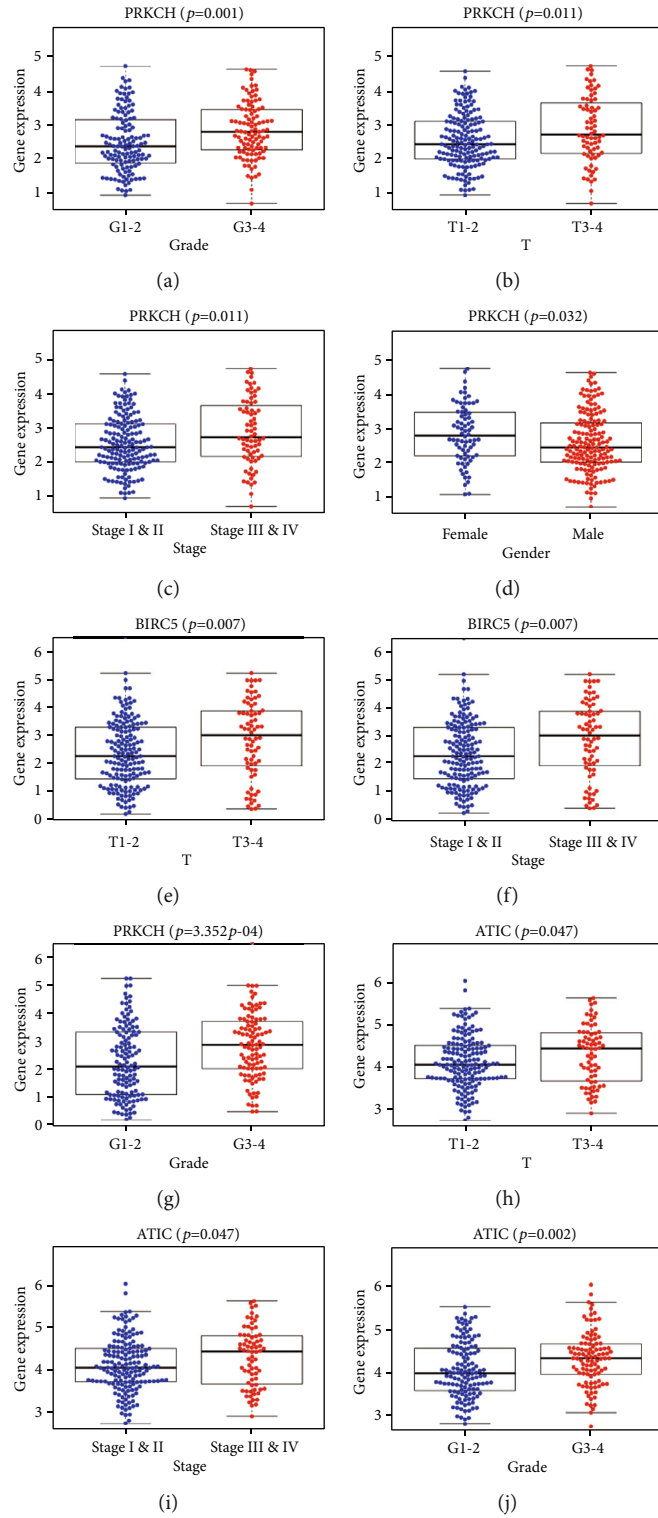 PRKCH (p=0.001)
Gene expression
5
4
3
2
1
G1-2 G3-4
Grade
(a)
PRKCH (p=0.011)
Gene expression
5
4
3
2
1
T1-2 T3-4
T
(b)
PRKCH (p=0.011)
Gene expression
5
4
3
2
1
Stage I & II Stage III & IV
Stage
(c)
PRKCH (p=0.032)
Gene expression
5
4
3
2
1
Female Male
Gender
(d)
BIRC5 (p=0.007)
Gene expression
6
5
4
3
2
1
0
T1-2 T3-4
T
(e)
BIRC5 (p=0.007)
Gene expression
6
5
4
3
2
1
0
Stage I & II Stage III & IV
Stage
(f)
PRKCH (p=3.352p-04)
Gene expression
6
5
4
3
2
1
0
G1-2 G3-4
Grade
(g)
ATIC (p=0.047)
Gene expression
6
5
4
3
T1-2 T3-4
T
(h)
ATIC (p=0.047)
Gene expression
6
5
4
3
Stage I & II Stage III & IV
Stage
(i)
ATIC (p=0.002)
Gene expression
6
5
4
3
G1-2 G3-4
Grade
(j)